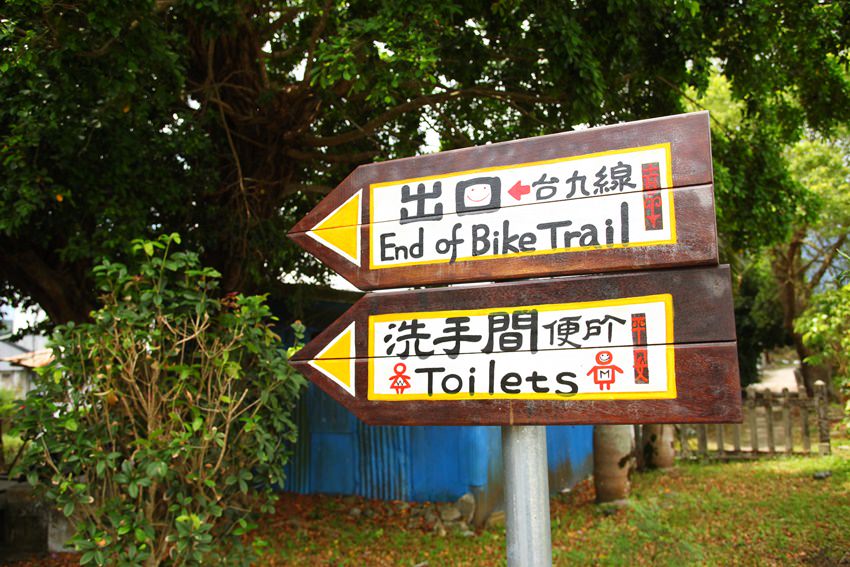 出口 ← 台九線
End of Bike Trail
洗手間 便所
Toilets
M